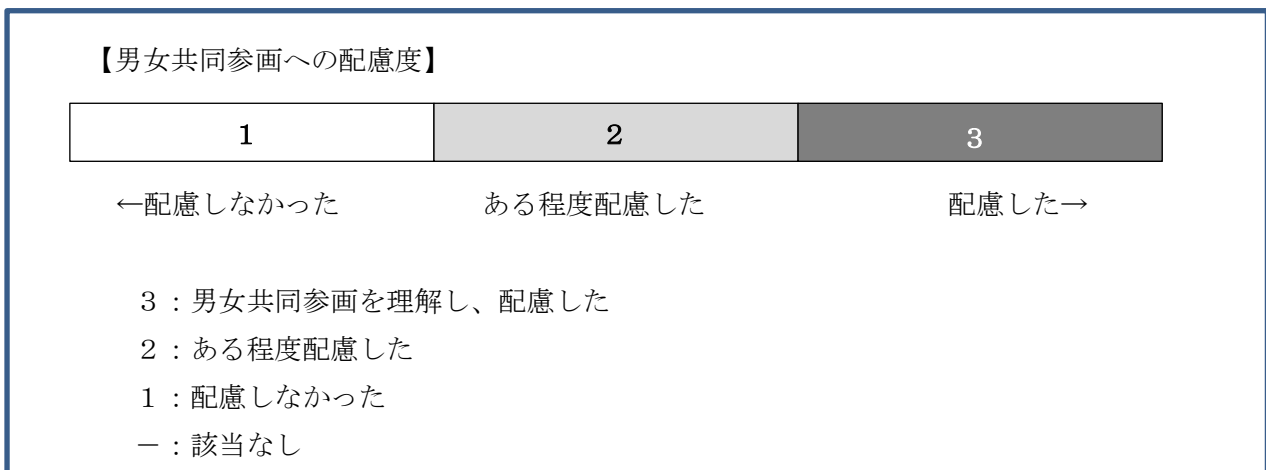 【男女共同参画への配慮度】
1 2 3
←配慮しなかった ある程度配慮した 配慮した→
３：男女共同参画を理解し、配慮した
２：ある程度配慮した
１：配慮しなかった
－：該当なし